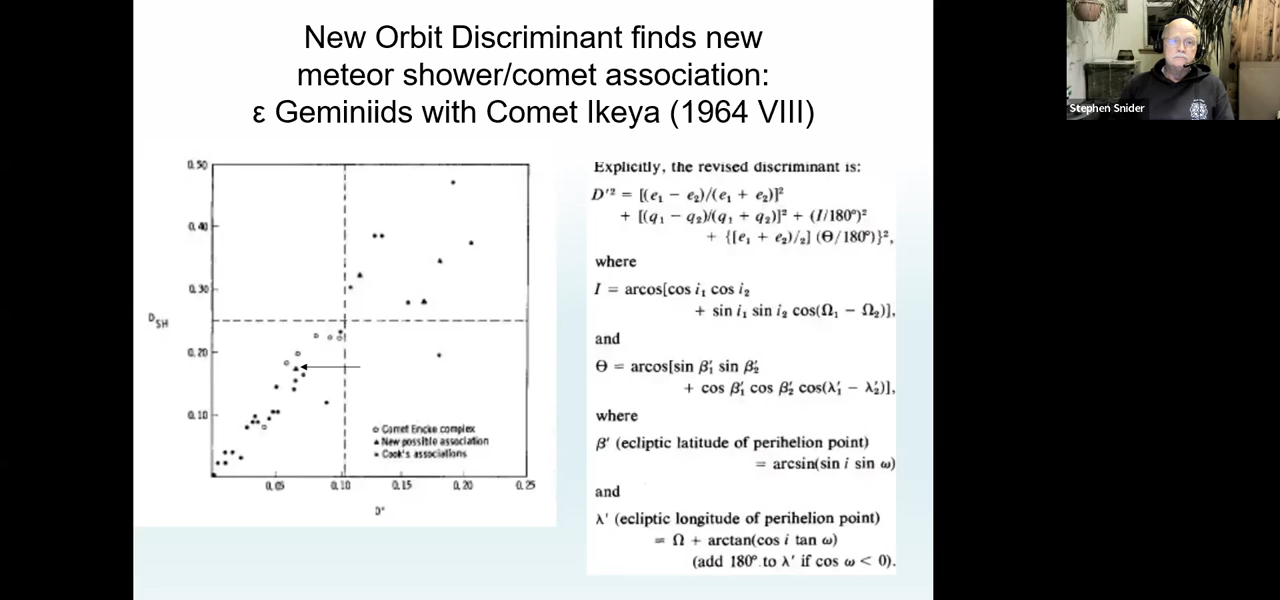 New Orbit Discriminant finds new
meteor shower/comet association:
ε Geminiids with Comet Ikeya (1964 VIII)
Stephen Snider
0.50
0.40
0.30
D_SH
0.20
0.10
o Comet Encke complex
▲ New possible association
• Cook's associations
0.05
0.10
0.15
0.20
0.25
D'
Explicitly, the revised discriminant is:
D'² = [(e₁ − e₂)/(e₁ + e₂)]²
+ [(q₁ − q₂)/(q₁ + q₂)]² + (I/180°)²
+ {[e₁ + e₂)/₂] (Θ/180°)}²,
where
I = arcos[cos i₁ cos i₂
+ sin i₁ sin i₂ cos(Ω₁ − Ω₂)],
and
Θ = arcos[sin β′₁ sin β′₂
+ cos β′₁ cos β′₂ cos(λ′₁ − λ′₂)],
where
β′ (ecliptic latitude of perihelion point)
= arcsin(sin i sin ω)
and
λ′ (ecliptic longitude of perihelion point)
= Ω + arctan(cos i tan ω)
(add 180° to λ′ if cos ω < 0).